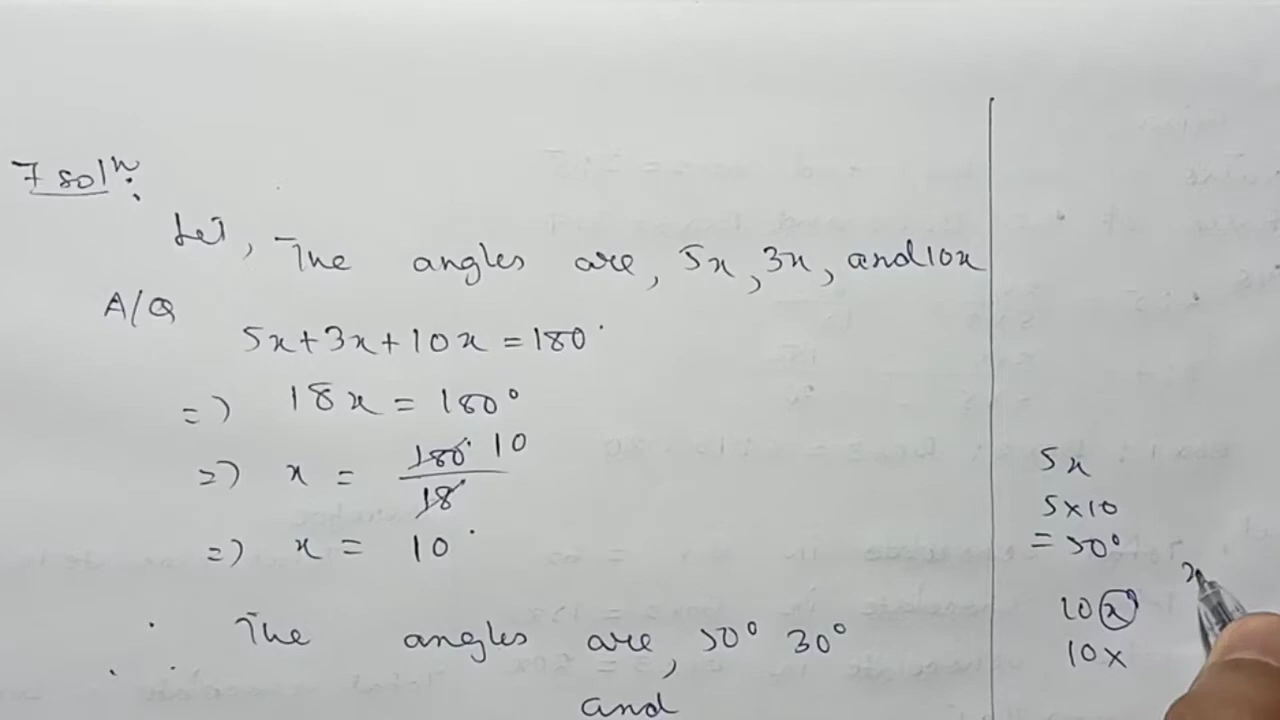 7 solⁿ:
Let, The angles are, 5x, 3x, and 10x
A/Q
5x+3x+10x = 180°
=) 18x = 180°
=) x = 180° 10
18
=) x = 10°
∴ The angles are, 50° 30°
and
5x
5×10
= 50°
10x
10×